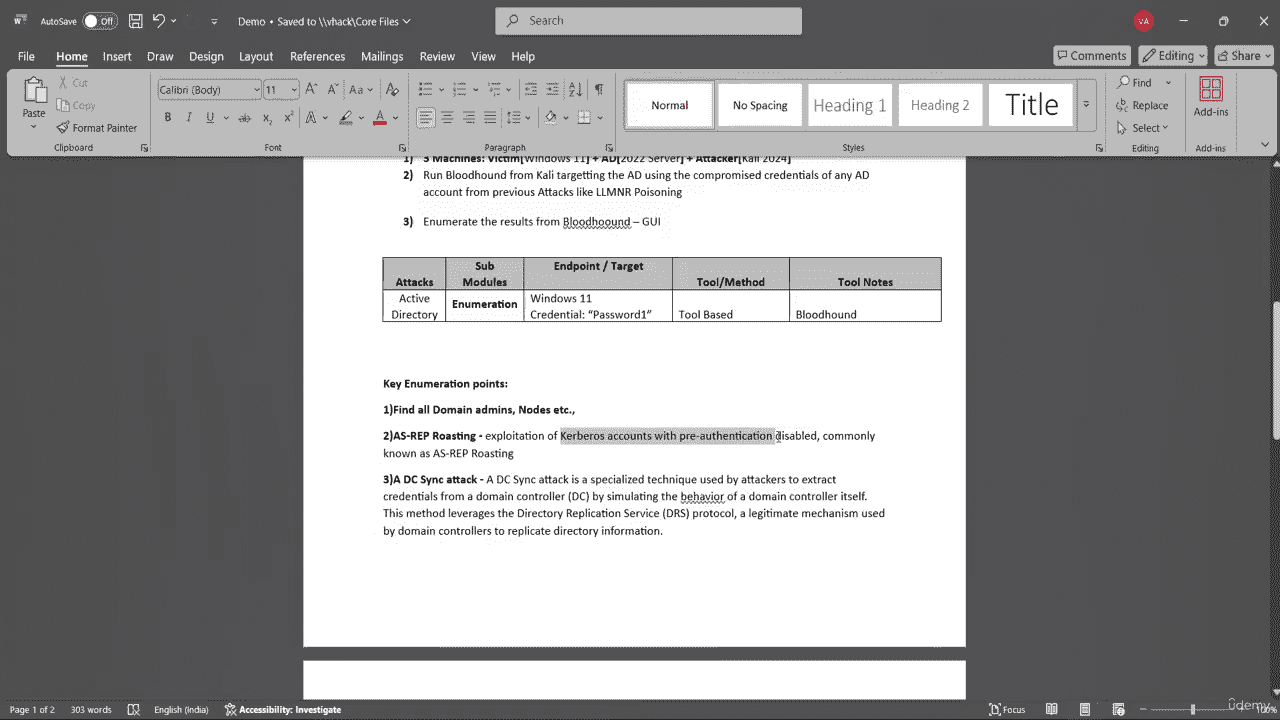 AutoSave Off Demo • Saved to \\vhack\Core Files Search VA
File Home Insert Draw Design Layout References Mailings Review View Help Comments Editing Share
Paste Cut Copy Format Painter Calibri (Body) 11 Normal No Spacing Heading 1 Heading 2 Title Find Replace Select Add-ins
Clipboard Font Paragraph Styles Editing Add-ins
1) 3 Machines: Victim[Windows 11] + AD[2022 Server] + Attacker[Kali 2024]
2) Run Bloodhound from Kali targetting the AD using the compromised credentials of any AD
account from previous Attacks like LLMNR Poisoning
3) Enumerate the results from Bloodhoound – GUI
Attacks Sub Modules Endpoint / Target Tool/Method Tool Notes
Active Directory Enumeration Windows 11 Credential: “Password1” Tool Based Bloodhound
Key Enumeration points:
1)Find all Domain admins, Nodes etc.,
2)AS-REP Roasting - exploitation of Kerberos accounts with pre-authentication disabled, commonly
known as AS-REP Roasting
3)A DC Sync attack - A DC Sync attack is a specialized technique used by attackers to extract
credentials from a domain controller (DC) by simulating the behavior of a domain controller itself.
This method leverages the Directory Replication Service (DRS) protocol, a legitimate mechanism used
by domain controllers to replicate directory information.
Page 1 of 2 303 words English (India) Accessibility: Investigate Focus